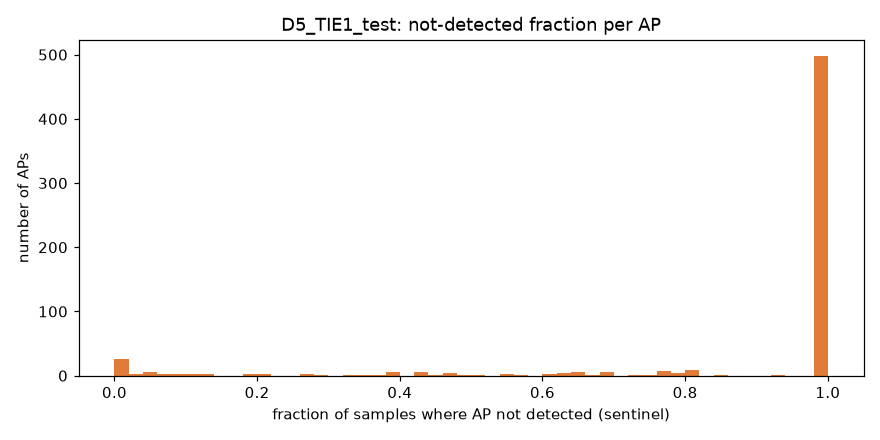 D5_TIE1_test: not-detected fraction per AP
500
400
300
200
100
0
number of APs
0.0 0.2 0.4 0.6 0.8 1.0
fraction of samples where AP not detected (sentinel)